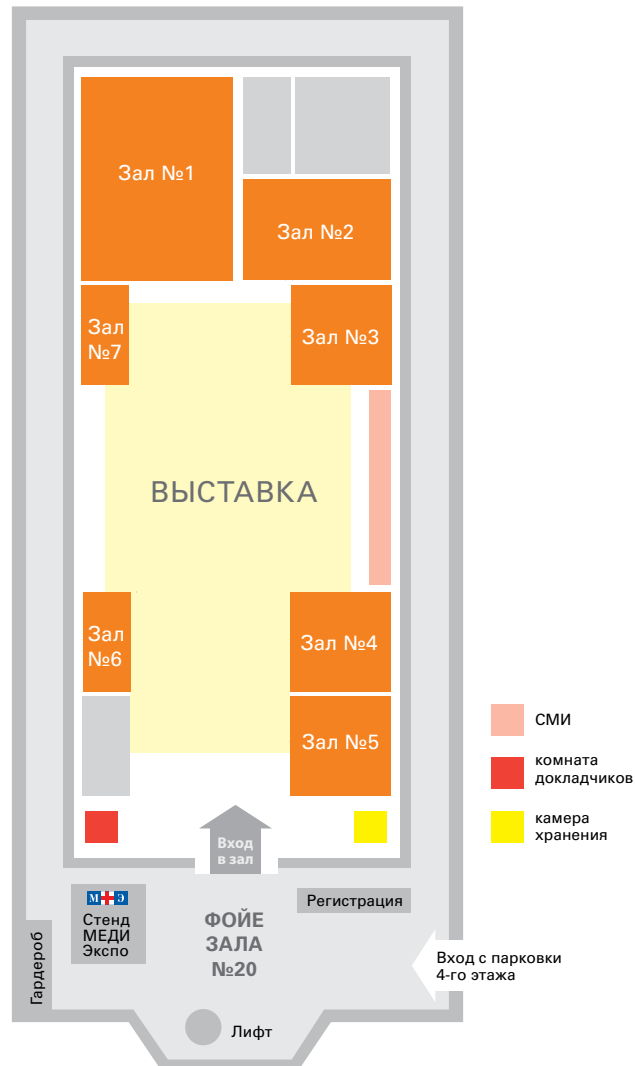 Зал №1
Зал №2
Зал
№7
Зал №3
ВЫСТАВКА
Зал
№6
Зал №4
Зал №5
СМИ
комната
докладчиков
камера
хранения
Вход
в зал
М Э
Стенд
МЕДИ
Экспо
Регистрация
ФОЙЕ
ЗАЛА
№20
Гардероб
Вход с парковки
4-го этажа
Лифт